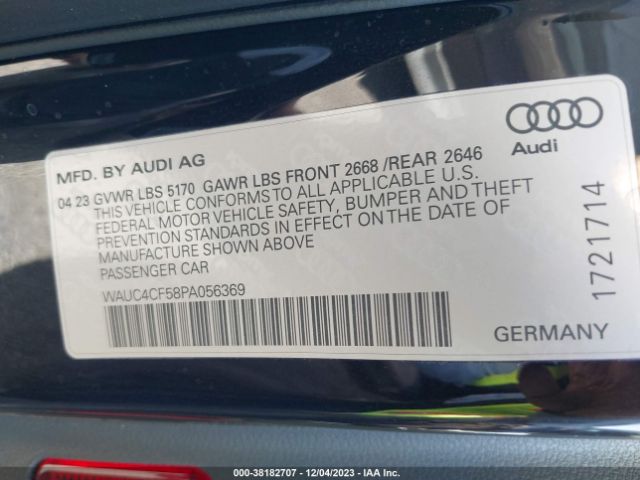 MFD. BY AUDI AG
04 23 GVWR LBS 5170 GAWR LBS FRONT 2668 /REAR 2646
THIS VEHICLE CONFORMS TO ALL APPLICABLE U.S.
FEDERAL MOTOR VEHICLE SAFETY, BUMPER AND THEFT
PREVENTION STANDARDS IN EFFECT ON THE DATE OF
MANUFACTURE SHOWN ABOVE
PASSENGER CAR
WAUC4CF58PA056369
Audi
1721714
GERMANY
000-38182707 - 12/04/2023 - IAA Inc.